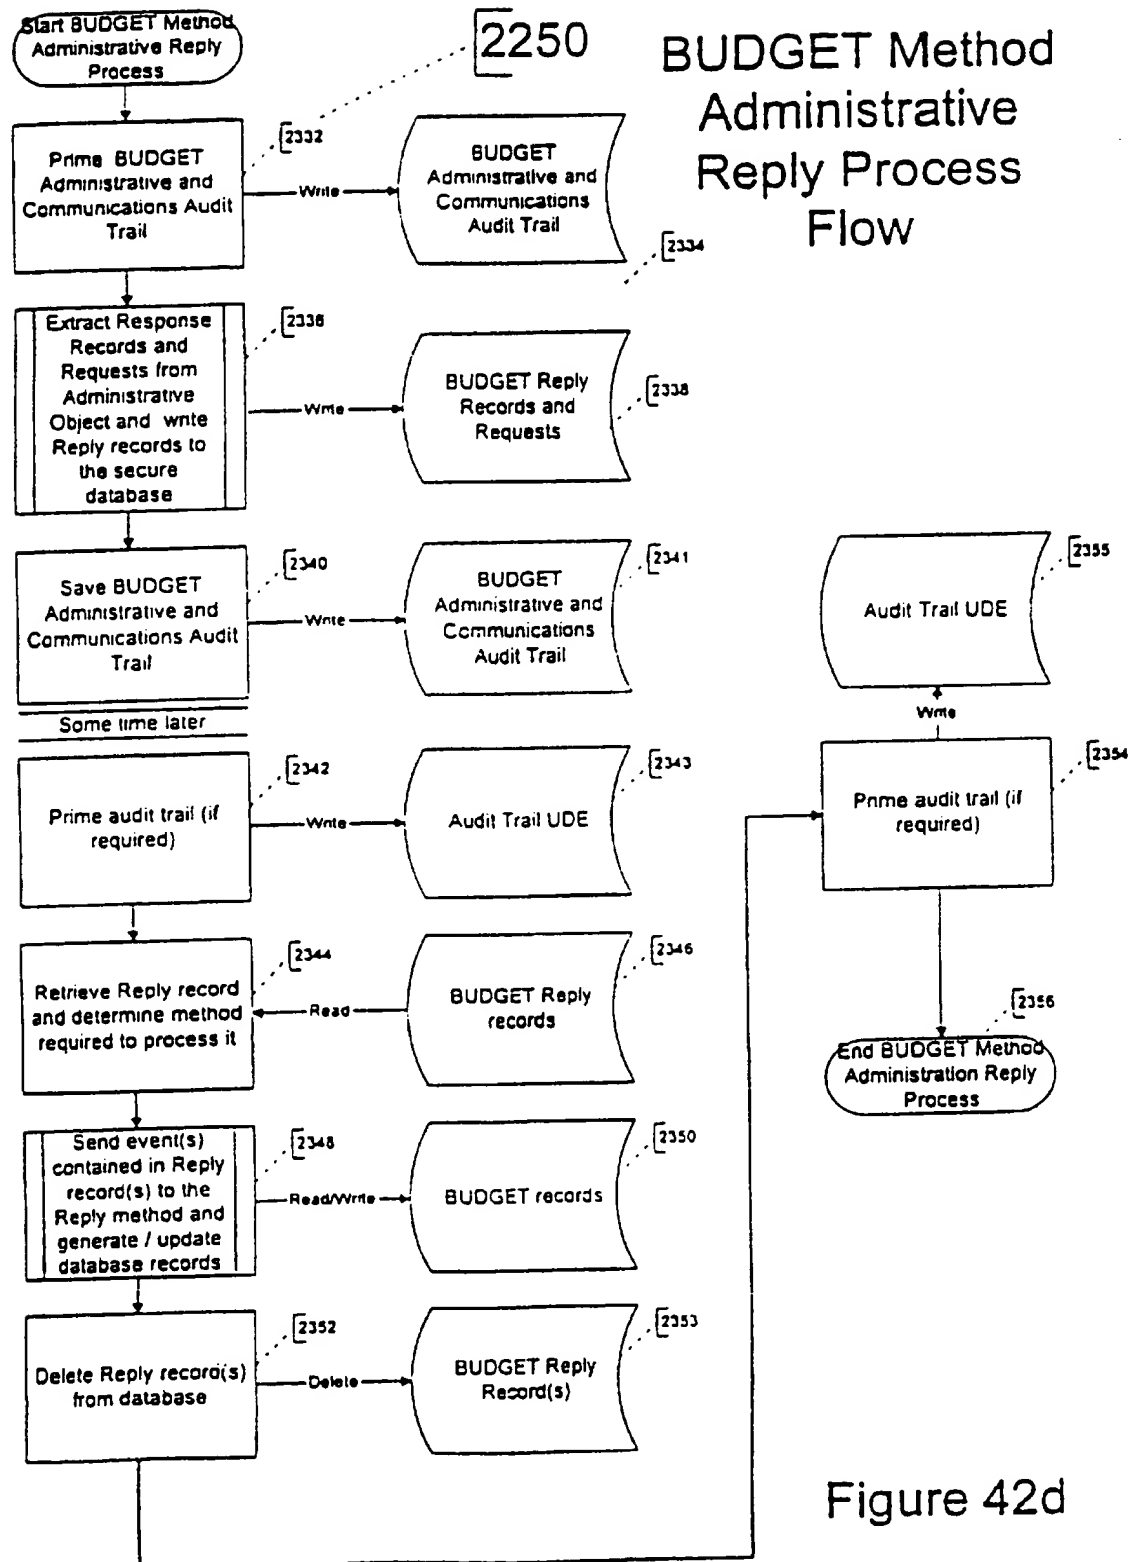 Start BUDGET Method
Administrative Reply
Process
2250
BUDGET Method
Administrative
Reply Process
Flow
2332
Prime BUDGET
Administrative and
Communications Audit
Trail
Write
BUDGET
Administrative and
Communications
Audit Trail
2334
2336
Extract Response
Records and
Requests from
Administrative
Object and write
Reply records to
the secure
database
Write
BUDGET Reply
Records and
Requests
2338
2340
Save BUDGET
Administrative and
Communications Audit
Trail
Write
BUDGET
Administrative and
Communications
Audit Trail
2341
Some time later
2342
Prime audit trail (if
required)
Write
Audit Trail UDE
2343
2344
Retrieve Reply record
and determine method
required to process it
Read
BUDGET Reply
records
2346
2348
Send event(s)
contained in Reply
record(s) to the
Reply method and
generate / update
database records
Read/Write
BUDGET records
2350
2352
Delete Reply record(s)
from database
Delete
BUDGET Reply
Record(s)
2353
2355
Audit Trail UDE
Write
2354
Prime audit trail (if
required)
2356
End BUDGET Method
Administration Reply
Process
Figure 42d